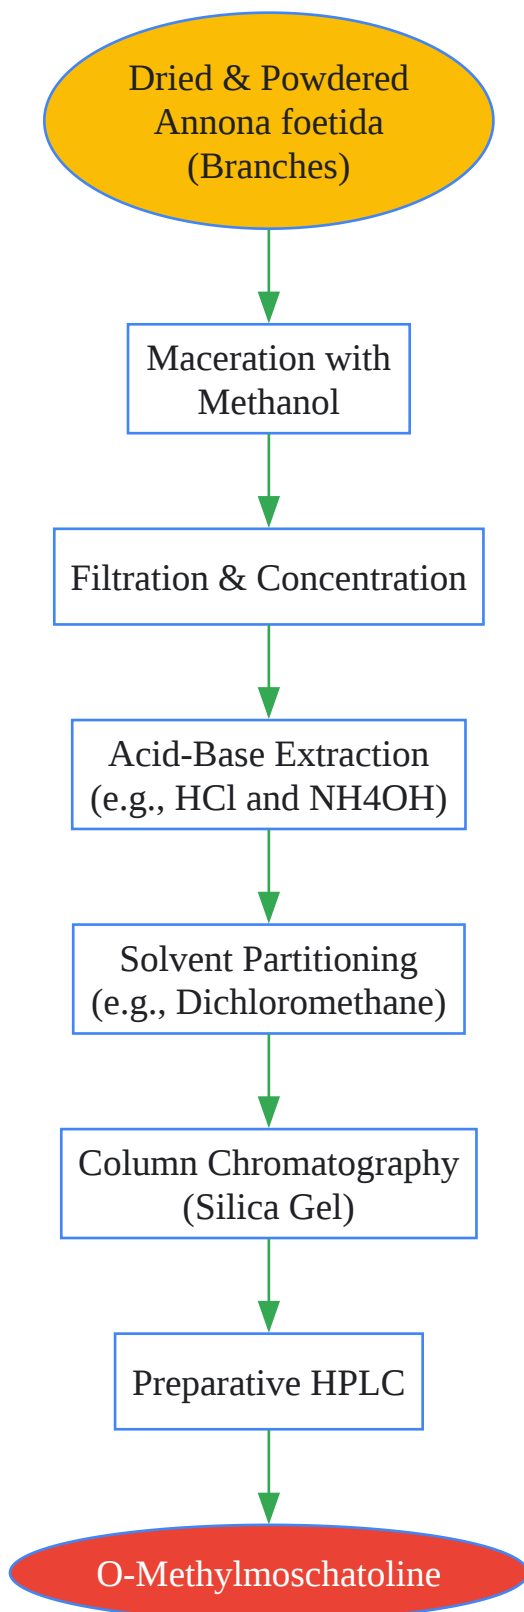 Dried & Powdered
Annona foetida
(Branches)
Maceration with
Methanol
Filtration & Concentration
Acid-Base Extraction
(e.g., HCl and NH4OH)
Solvent Partitioning
(e.g., Dichloromethane)
Column Chromatography
(Silica Gel)
Preparative HPLC
O-Methylmoschatoline